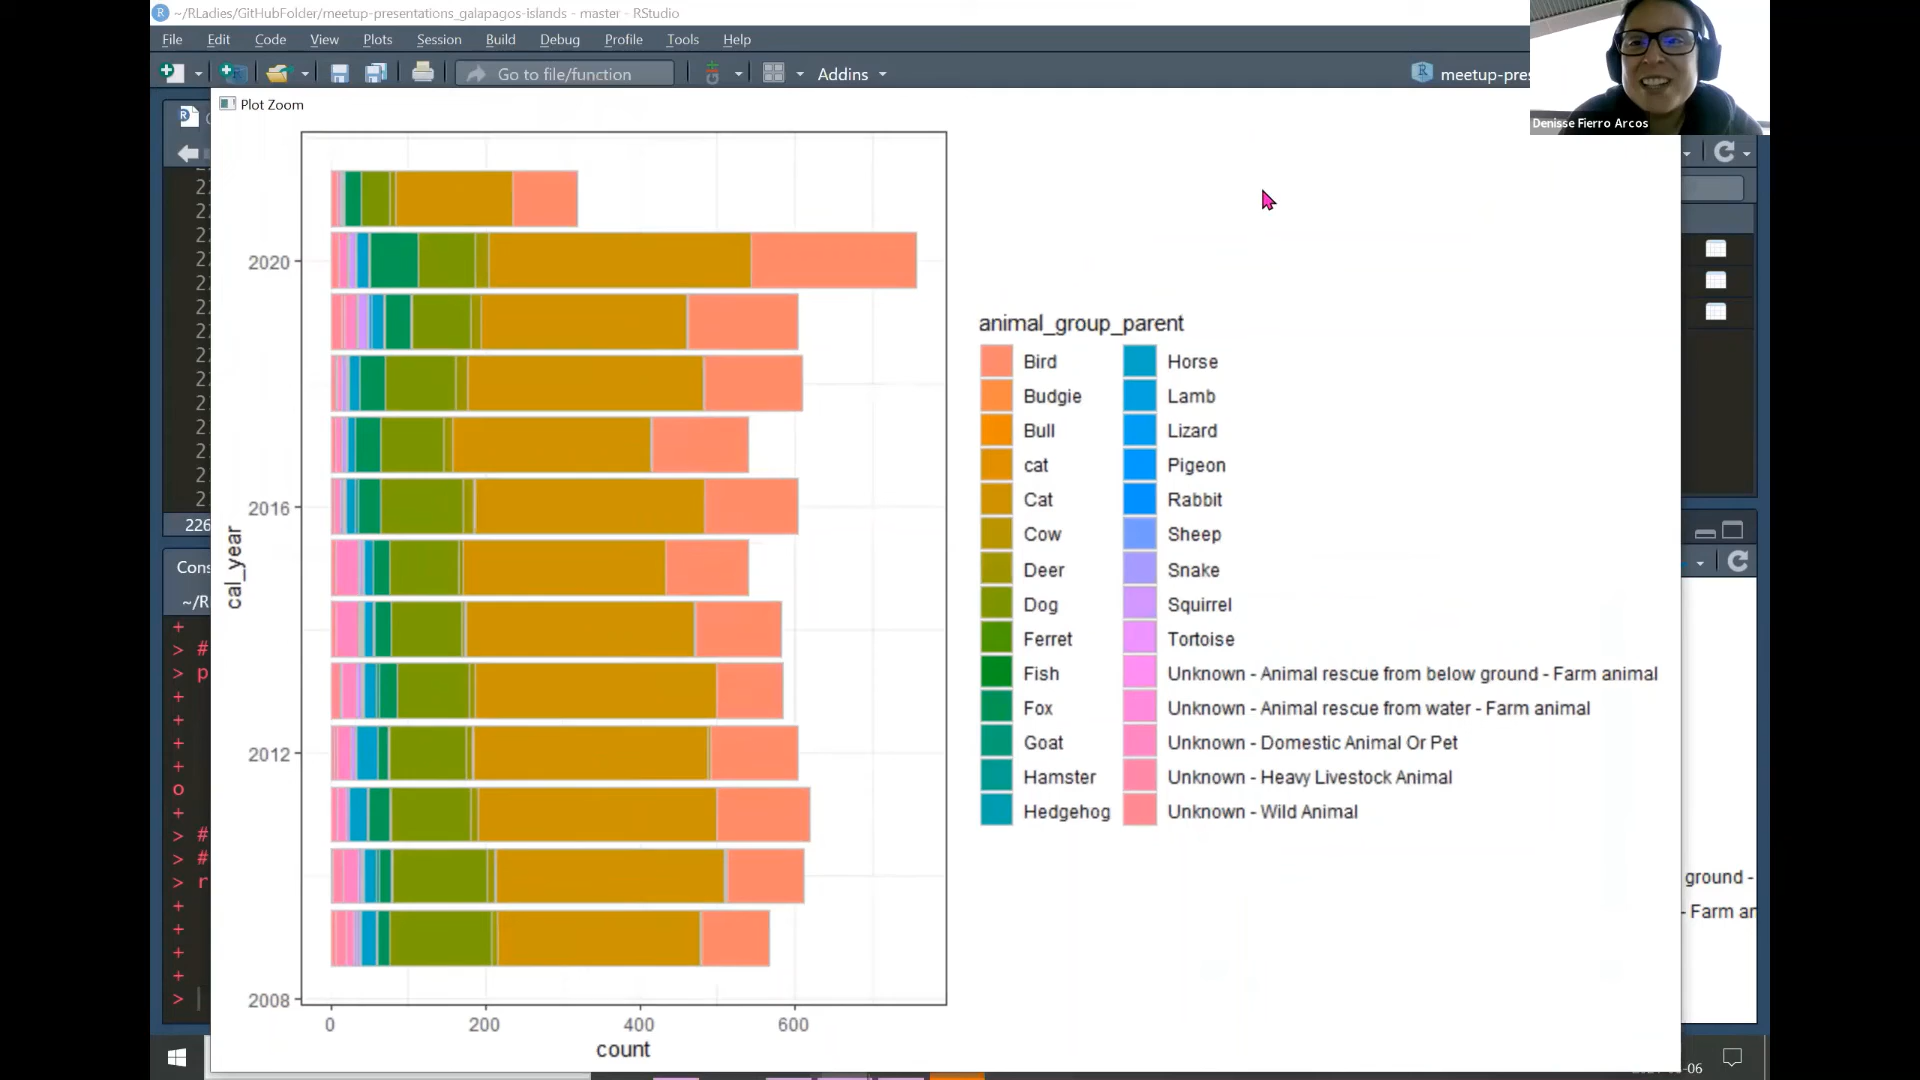 ~/RLadies/GitHubFolder/meetup-presentations_galapagos-islands - master - RStudio
File Edit Code View Plots Session Build Debug Profile Tools Help
Go to file/function
Addins
meetup-pres
Denisse Fierro Arcos
Plot Zoom
226
Cons
~/R
+
> #
> p
+
+
+
+
o
+
> #
> #
> r
+
+
+
+
>
cal_year
2020
2016
2012
2008
0 200 400 600
count
animal_group_parent
Bird
Budgie
Bull
cat
Cat
Cow
Deer
Dog
Ferret
Fish
Fox
Goat
Hamster
Hedgehog
Horse
Lamb
Lizard
Pigeon
Rabbit
Sheep
Snake
Squirrel
Tortoise
Unknown - Animal rescue from below ground - Farm animal
Unknown - Animal rescue from water - Farm animal
Unknown - Domestic Animal Or Pet
Unknown - Heavy Livestock Animal
Unknown - Wild Animal
ground -
- Farm an